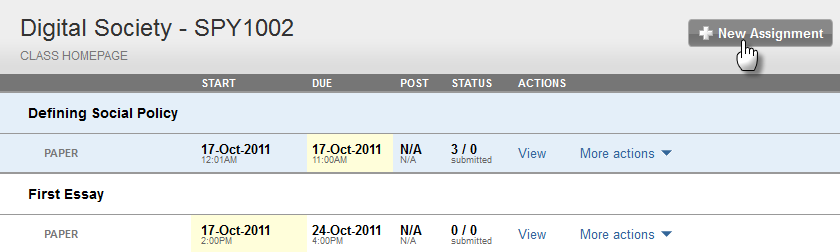 Digital Society - SPY1002
New Assignment
CLASS HOMEPAGE
START DUE POST STATUS ACTIONS
Defining Social Policy
PAPER 17-Oct-2011 17-Oct-2011 N/A 3 / 0 View More actions
12:01AM 11:00AM N/A submitted
First Essay
PAPER 17-Oct-2011 24-Oct-2011 N/A 0 / 0 View More actions
2:00PM 4:00PM N/A submitted